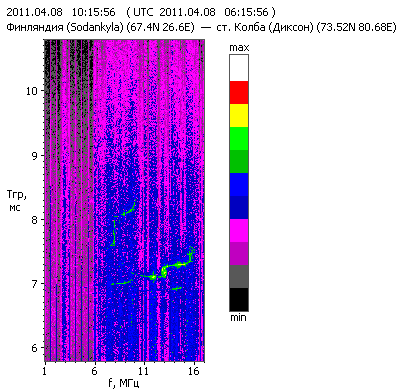 2011.04.08 10:15:56 ( UTC 2011.04.08 06:15:56 )
Финляндия (Sodankyla) (67.4N 26.6E) — ст. Колба (Диксон) (73.52N 80.68E)
max
10
9
Тгр,
мс
8
7
6
min
1 6 11 16
f, МГц